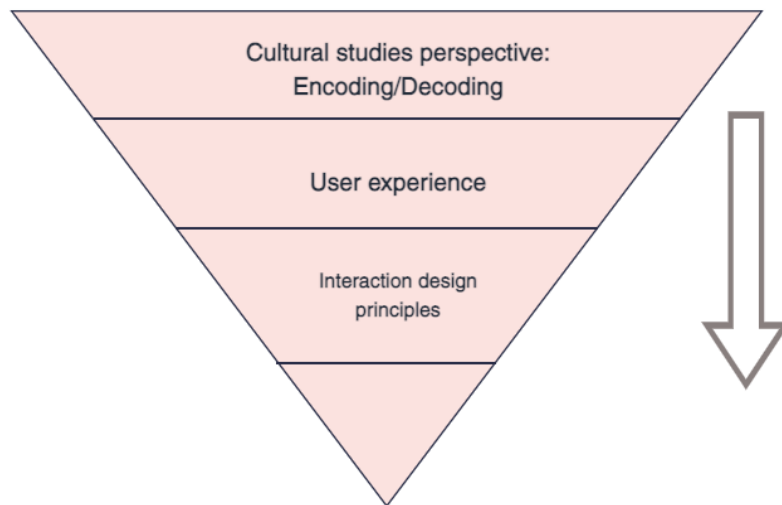 Cultural studies perspective:
Encoding/Decoding
User experience
Interaction design
principles